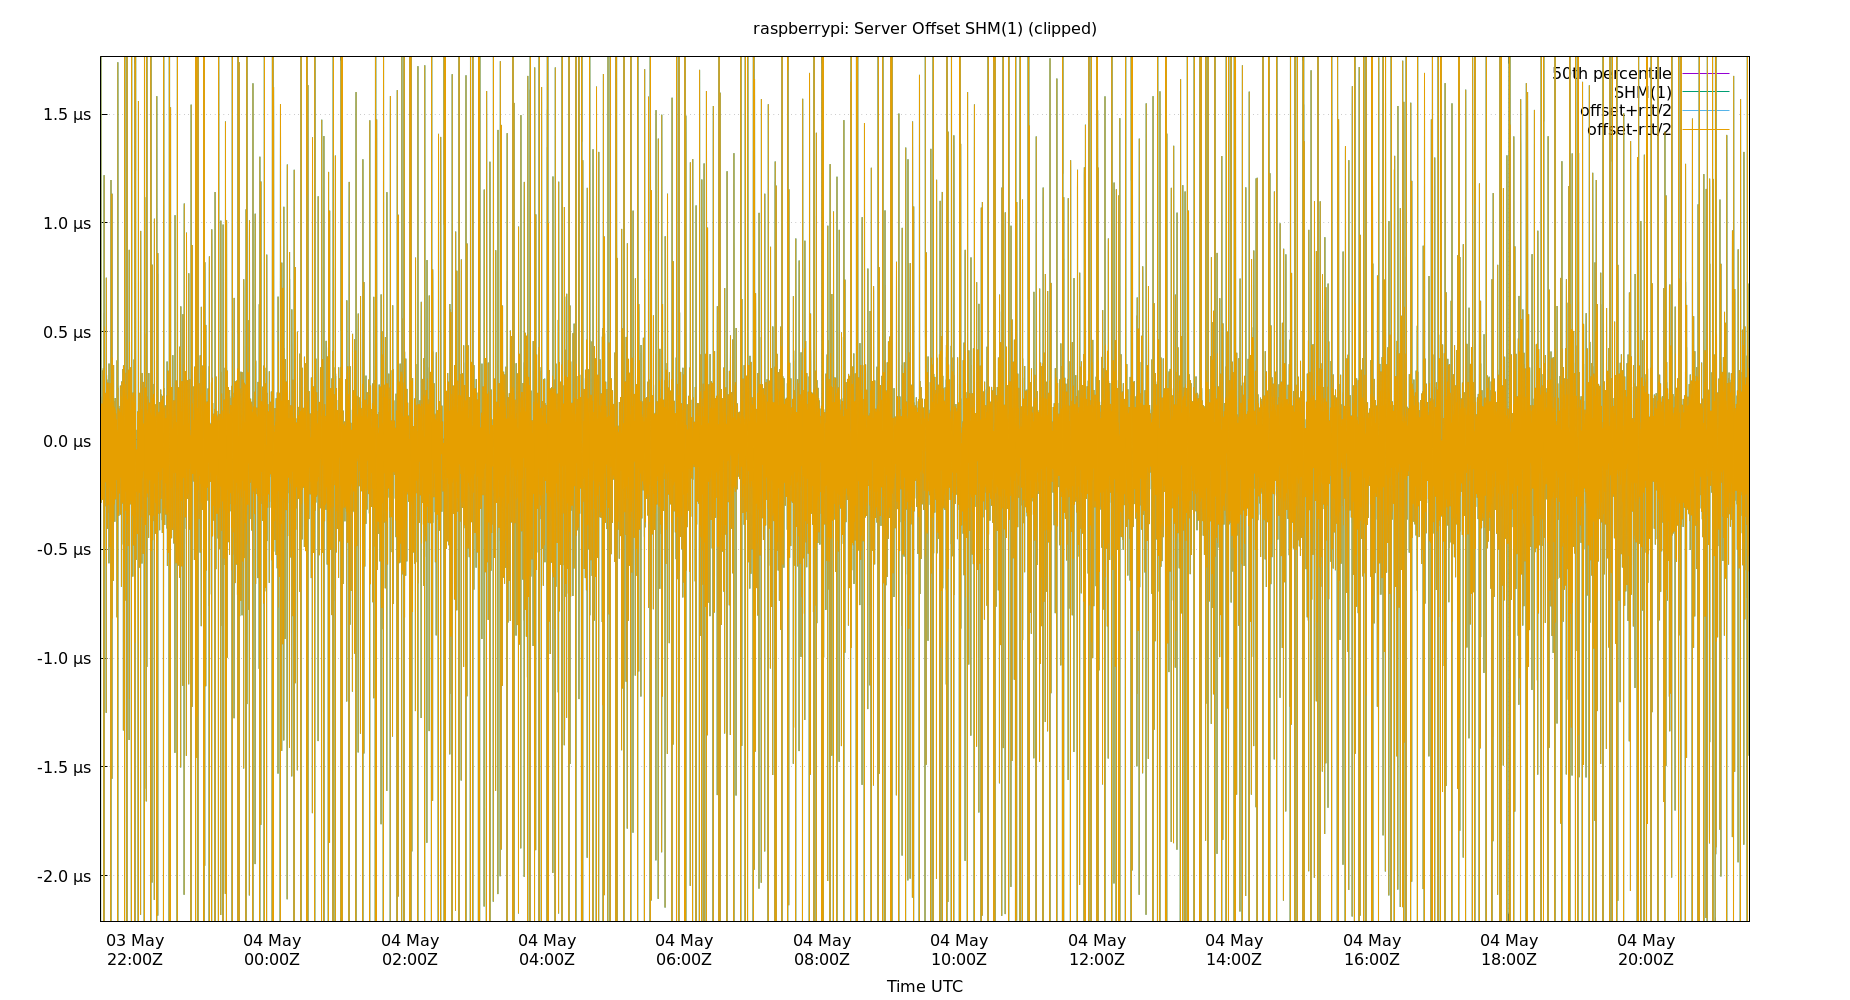 raspberrypi: Server Offset SHM(1) (clipped)
50th percentile
SHM(1)
offset+rtt/2
offset-rtt/2
1.5 µs
1.0 µs
0.5 µs
0.0 µs
-0.5 µs
-1.0 µs
-1.5 µs
-2.0 µs
03 May 04 May 04 May 04 May 04 May 04 May 04 May 04 May 04 May 04 May 04 May 04 May
22:00Z 00:00Z 02:00Z 04:00Z 06:00Z 08:00Z 10:00Z 12:00Z 14:00Z 16:00Z 18:00Z 20:00Z
Time UTC